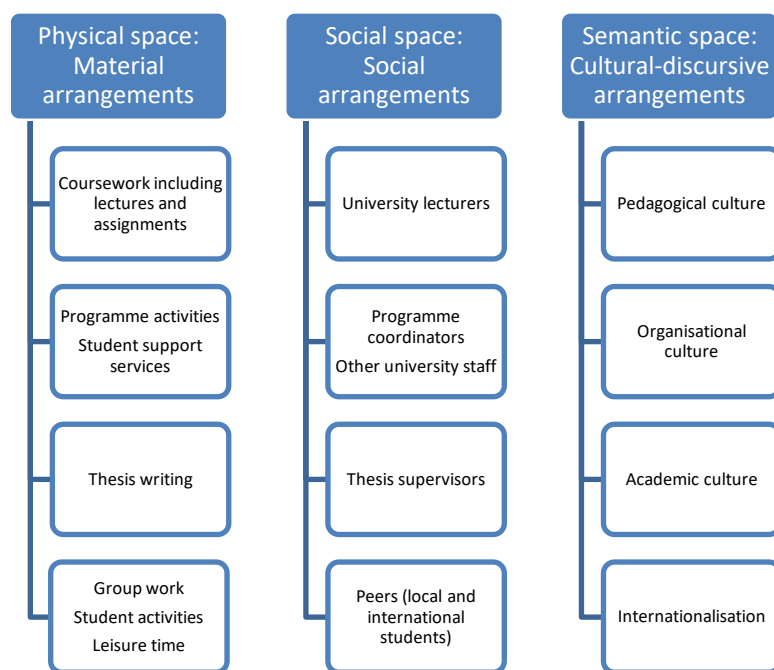 Physical space:
Material
arrangements
Coursework including
lectures and
assignments
Programme activities
Student support
services
Thesis writing
Group work
Student activities
Leisure time
Social space:
Social
arrangements
University lecturers
Programme
coordinators
Other university staff
Thesis supervisors
Peers (local and
international
students)
Semantic space:
Cultural-discursive
arrangements
Pedagogical culture
Organisational
culture
Academic culture
Internationalisation